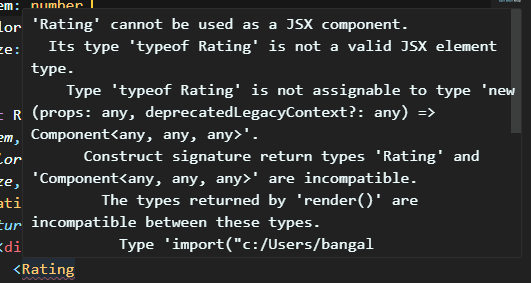 em: number
'Rating' cannot be used as a JSX component.
Its type 'typeof Rating' is not a valid JSX element
type.
Type 'typeof Rating' is not assignable to type 'new
(props: any, deprecatedLegacyContext?: any) =>
Component<any, any, any>'.
Construct signature return types 'Rating' and
'Component<any, any, any>' are incompatible.
The types returned by 'render()' are
incompatible between these types.
Type 'import("c:/Users/bangal
lor
ze:
t R
em,
lor
ze,
ati
tur
<di
<Rating